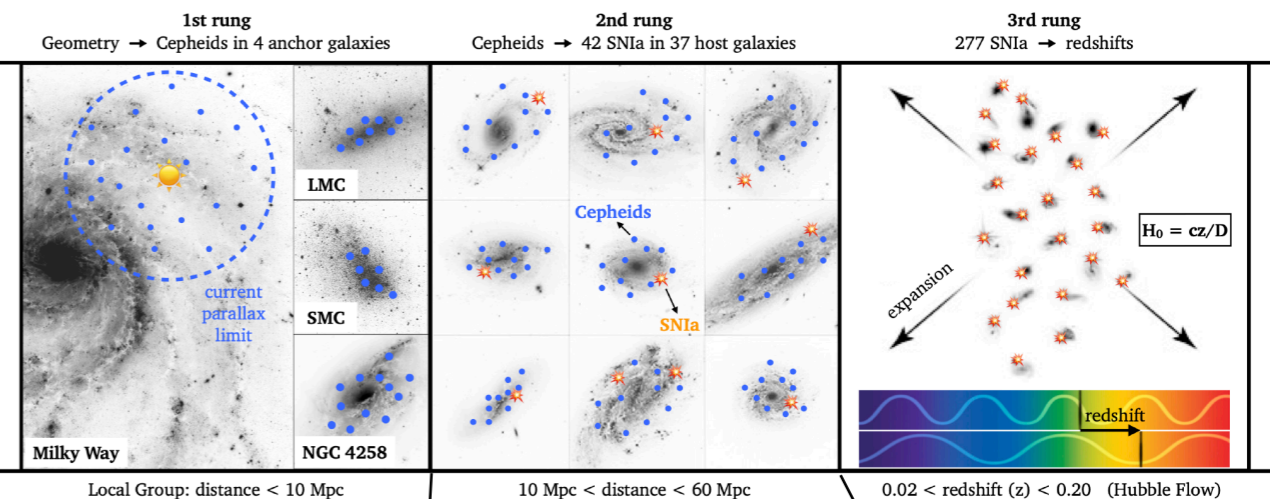 1st rung
Geometry → Cepheids in 4 anchor galaxies
2nd rung
Cepheids → 42 SNIa in 37 host galaxies
3rd rung
277 SNIa → redshifts
current
parallax
limit
Milky Way
LMC
SMC
NGC 4258
Cepheids
SNIa
H₀ = cz/D
expansion
redshift
Local Group: distance < 10 Mpc
10 Mpc < distance < 60 Mpc
0.02 < redshift (z) < 0.20 (Hubble Flow)